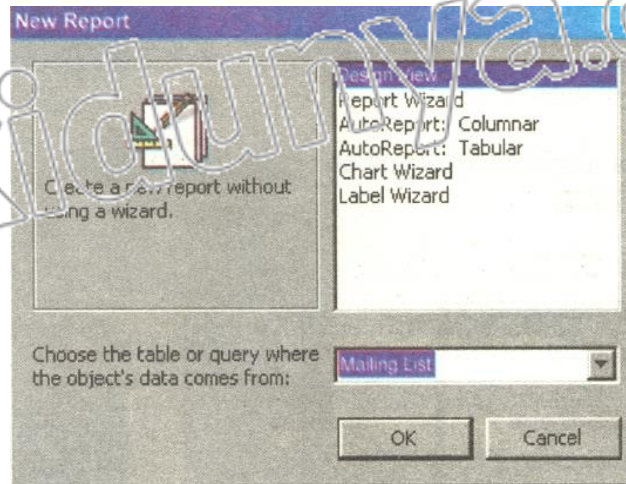 New Report
Design View
Report Wizard
AutoReport: Columnar
AutoReport: Tabular
Chart Wizard
Label Wizard
Create a new report without
using a wizard.
Choose the table or query where
the object's data comes from:
Mailing List
OK
Cancel
kidunya.